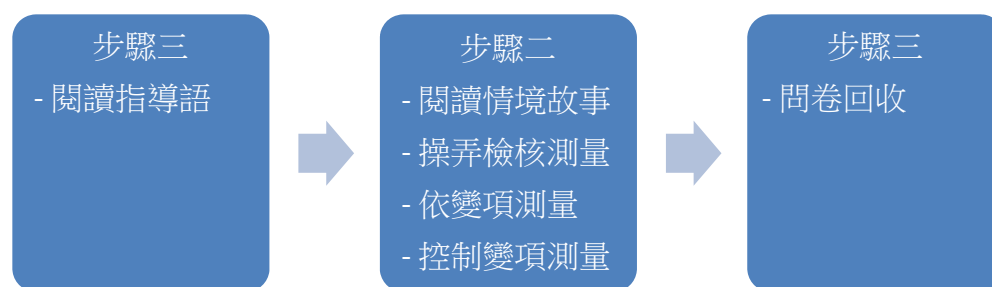 步驟三
- 閱讀指導語
步驟二
- 閱讀情境故事
- 操弄檢核測量
- 依變項測量
- 控制變項測量
步驟三
- 問卷回收